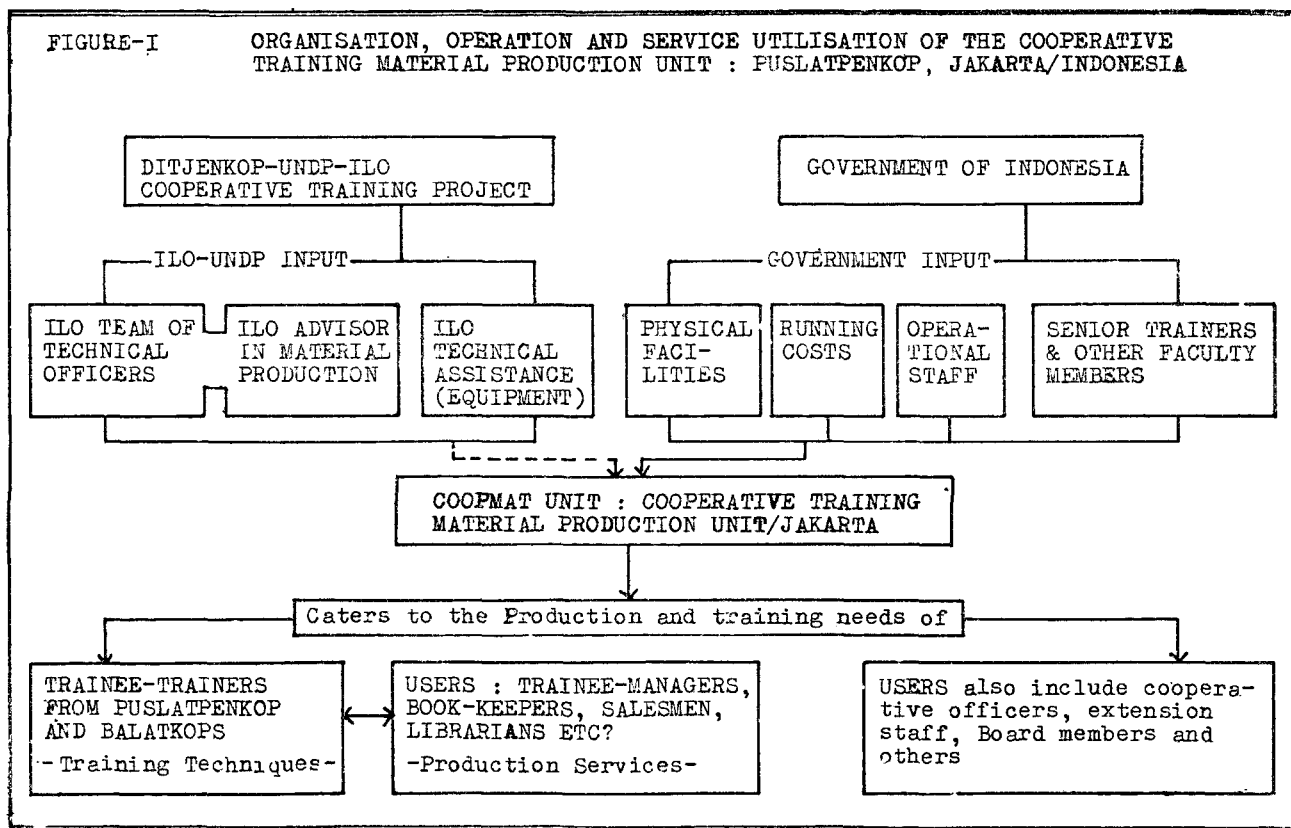 FIGURE-I
ORGANISATION, OPERATION AND SERVICE UTILISATION OF THE COOPERATIVE
TRAINING MATERIAL PRODUCTION UNIT : PUSLATPENKOP, JAKARTA/INDONESIA
DITJENKOP-UNDP-ILO
COOPERATIVE TRAINING PROJECT
GOVERNMENT OF INDONESIA
ILO-UNDP INPUT
GOVERNMENT INPUT
ILO TEAM OF
TECHNICAL
OFFICERS
ILO ADVISOR
IN MATERIAL
PRODUCTION
ILO
TECHNICAL
ASSISTANCE
(EQUIPMENT)
PHYSICAL
FACI-
LITIES
RUNNING
COSTS
OPERA-
TIONAL
STAFF
SENIOR TRAINERS
& OTHER FACULTY
MEMBERS
COOPMAT UNIT : COOPERATIVE TRAINING
MATERIAL PRODUCTION UNIT/JAKARTA
Caters to the Production and training needs of
TRAINEE-TRAINERS
FROM PUSLATPENKOP
AND BALATKOPS
-Training Techniques-
USERS : TRAINEE-MANAGERS,
BOOK-KEEPERS, SALESMEN,
LIBRARIANS ETC?
-Production Services-
USERS also include coopera-
tive officers, extension
staff, Board members and
others